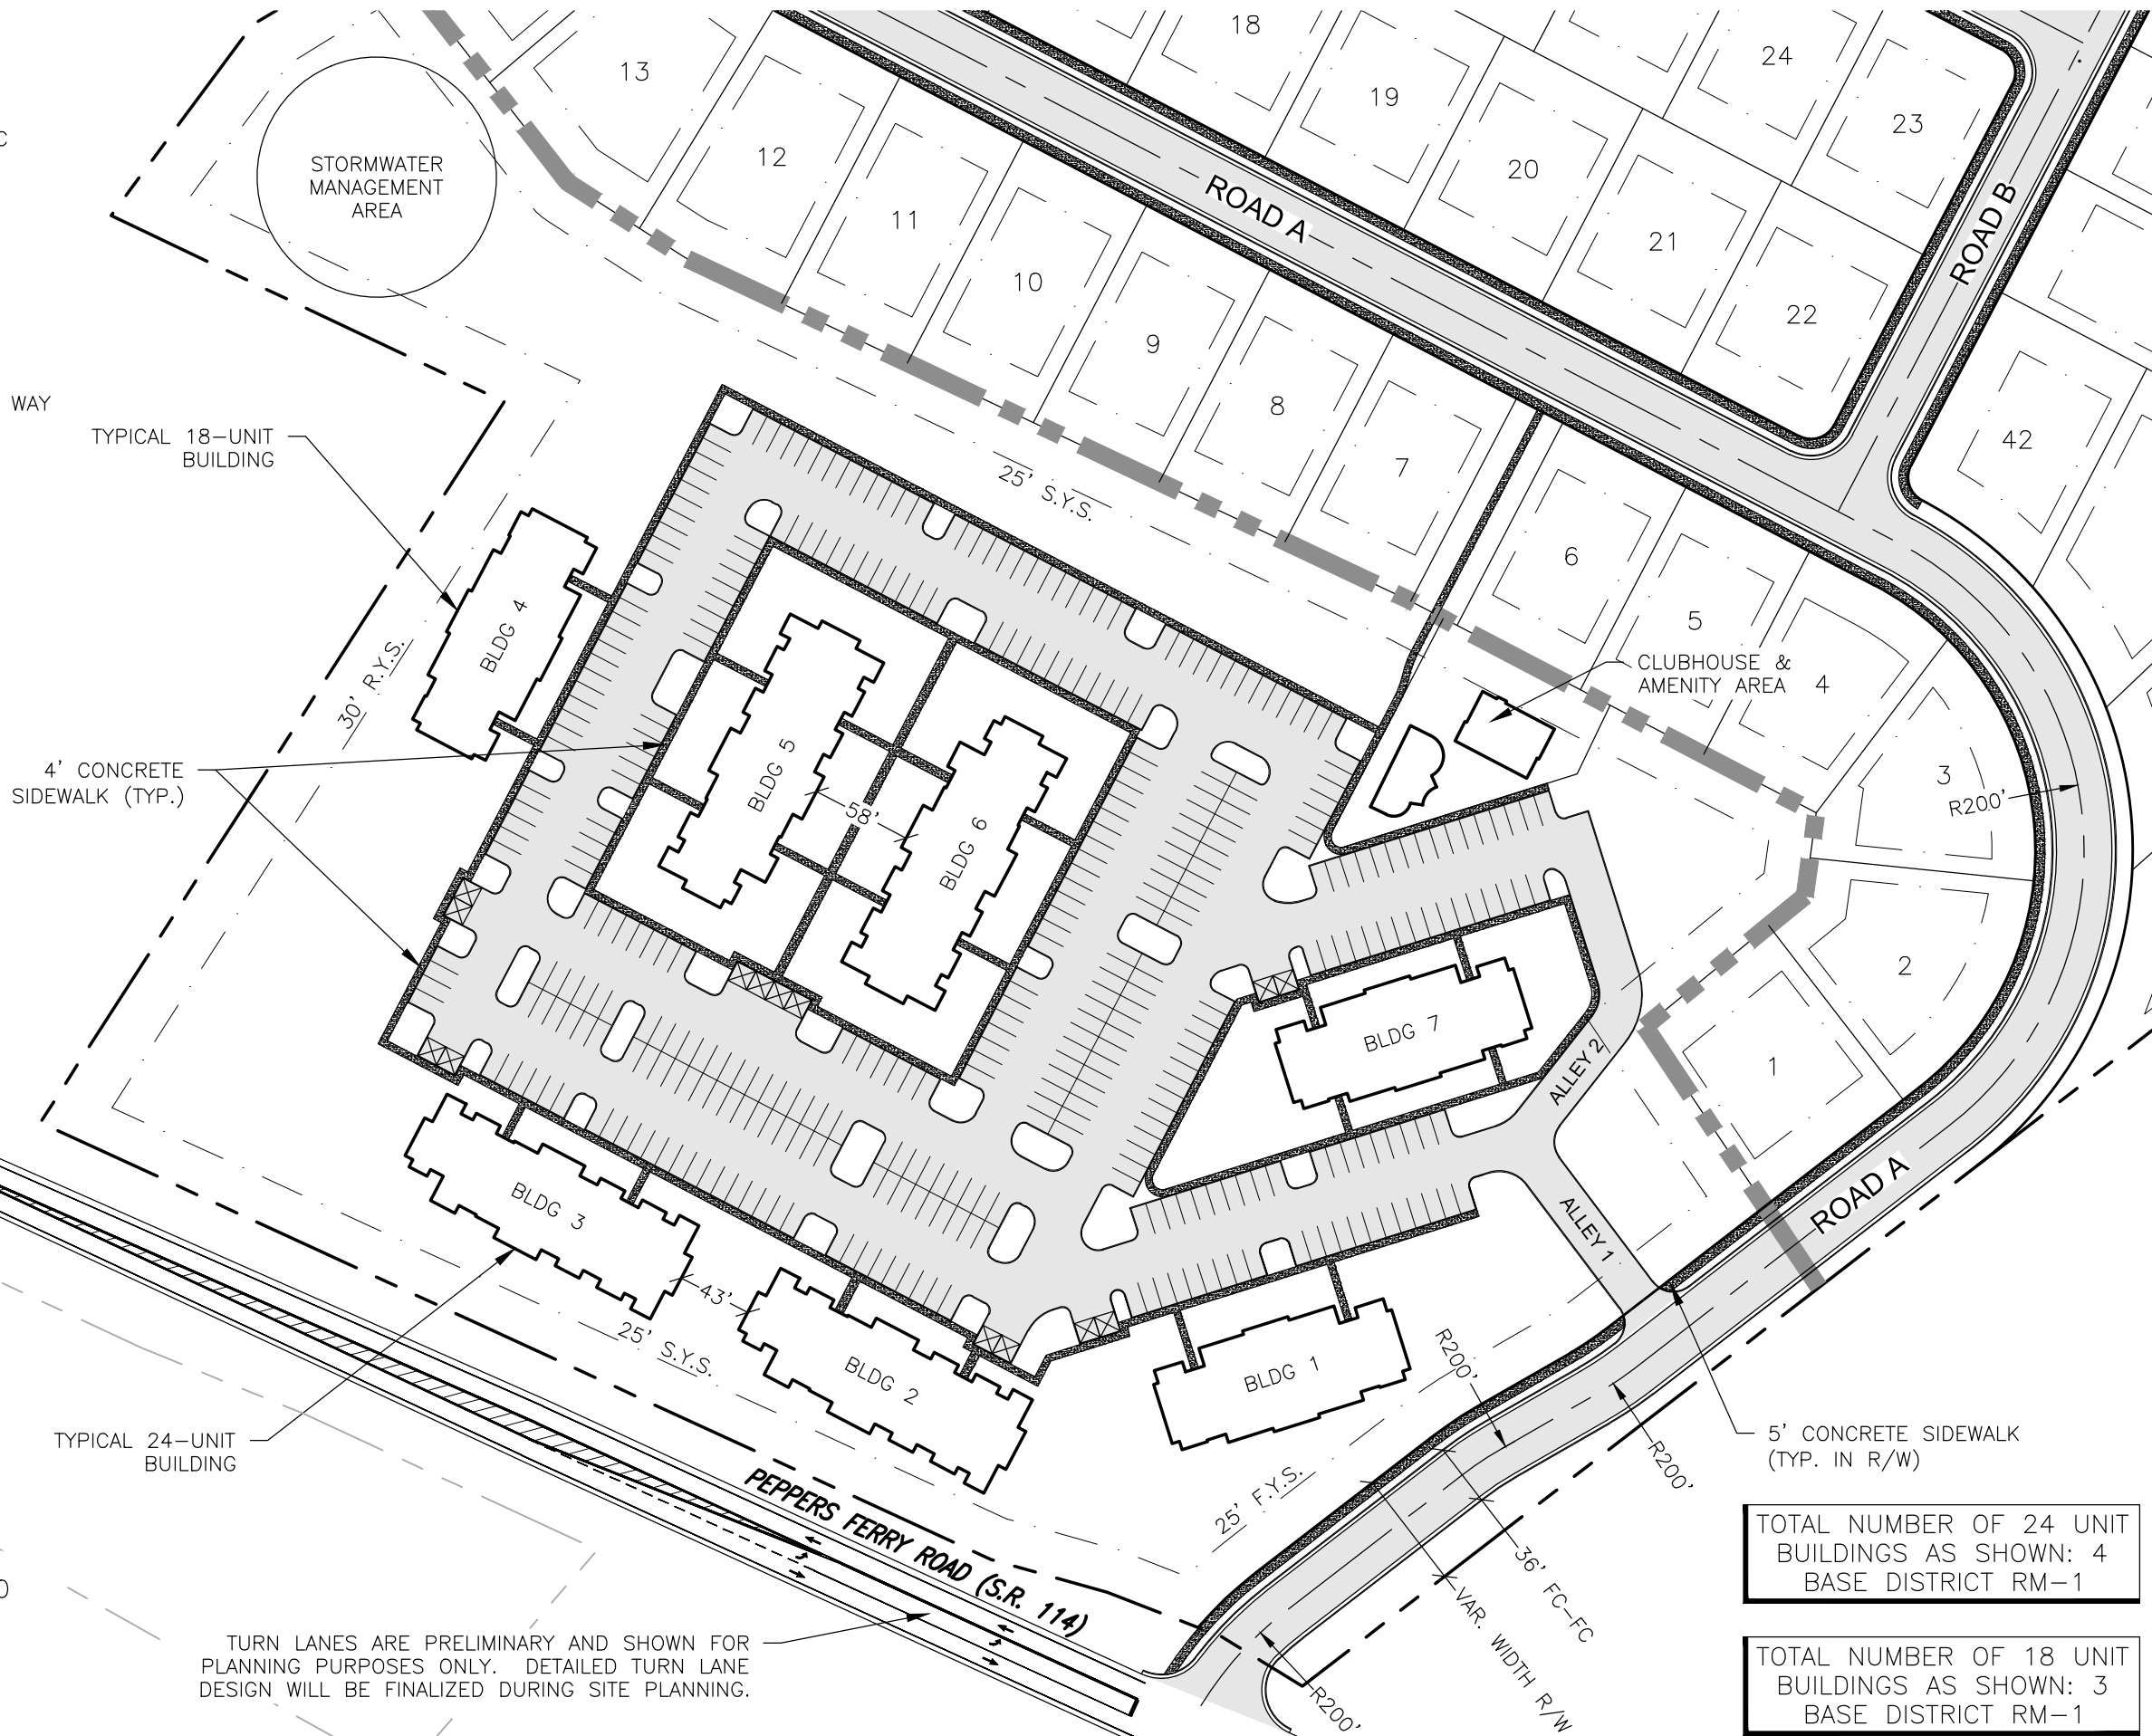 C
STORMWATER
MANAGEMENT
AREA
13
12
11
10
9
8
7
6
5
4
3
2
1
18
19
20
21
22
23
24
42
ROAD A
ROAD B
WAY
TYPICAL 18-UNIT
BUILDING
25' S.Y.S.
30' R.Y.S.
BLDG 4
BLDG 5
58'
BLDG 6
CLUBHOUSE &
AMENITY AREA
R200'
4' CONCRETE
SIDEWALK (TYP.)
BLDG 7
ALLEY 2
ALLEY 1
ROAD A
BLDG 3
43'
25' S.Y.S.
BLDG 2
BLDG 1
R200'
R200'
25' F.Y.S.
TYPICAL 24-UNIT
BUILDING
5' CONCRETE SIDEWALK
(TYP. IN R/W)
PEPPERS FERRY ROAD (S.R. 114)
36' FC-FC
VAR. WIDTH R/W
R200'
0
TURN LANES ARE PRELIMINARY AND SHOWN FOR
PLANNING PURPOSES ONLY. DETAILED TURN LANE
DESIGN WILL BE FINALIZED DURING SITE PLANNING.
TOTAL NUMBER OF 24 UNIT
BUILDINGS AS SHOWN: 4
BASE DISTRICT RM-1
TOTAL NUMBER OF 18 UNIT
BUILDINGS AS SHOWN: 3
BASE DISTRICT RM-1